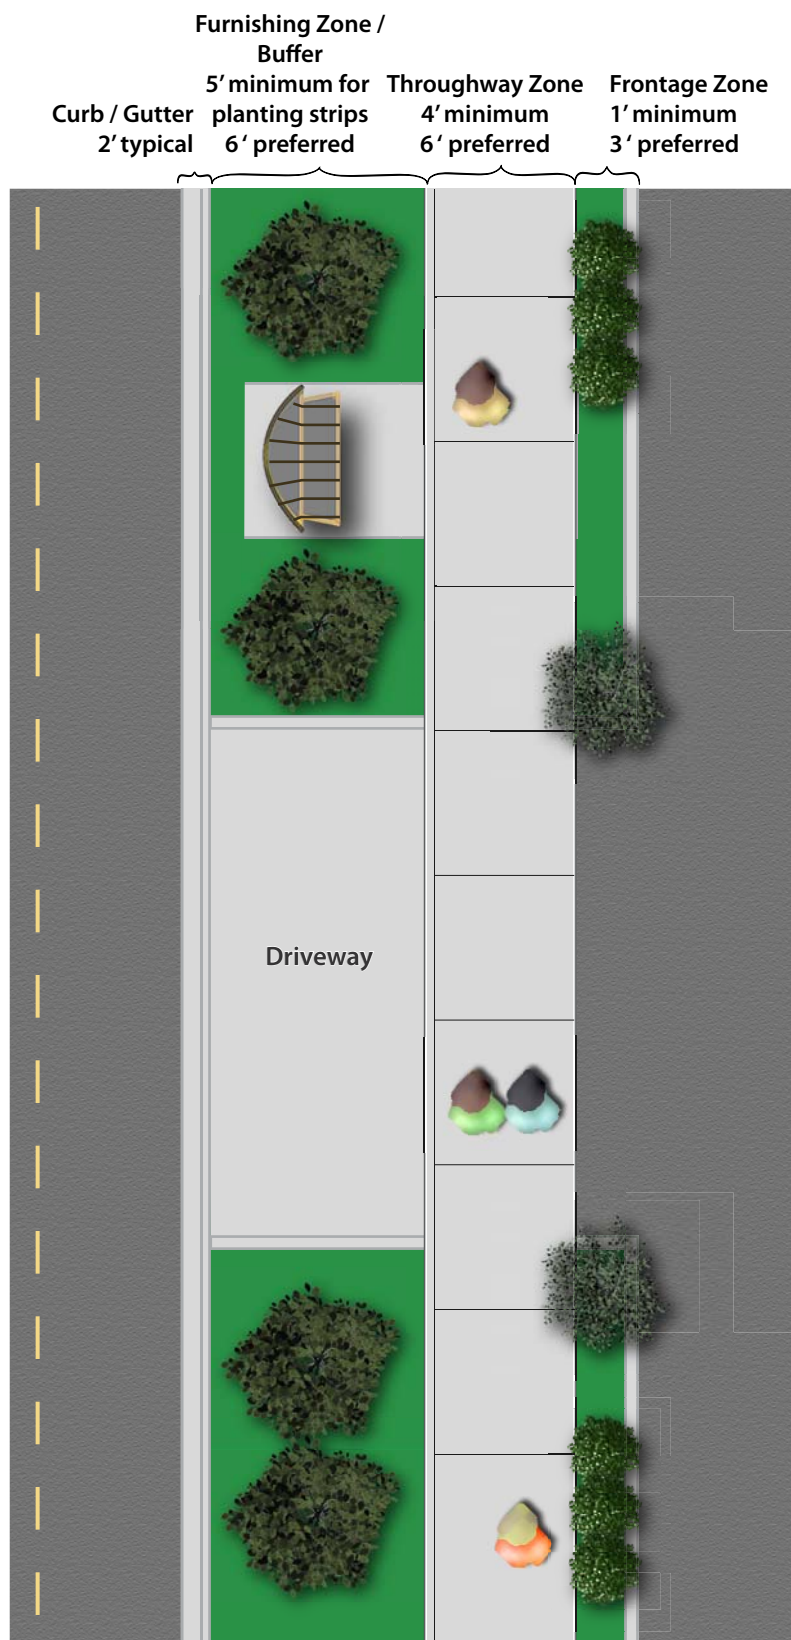 Curb / Gutter
2’ typical
Furnishing Zone /
Buffer
5’ minimum for
planting strips
6‘ preferred
Throughway Zone
4’ minimum
6‘ preferred
Frontage Zone
1’ minimum
3‘ preferred
Driveway